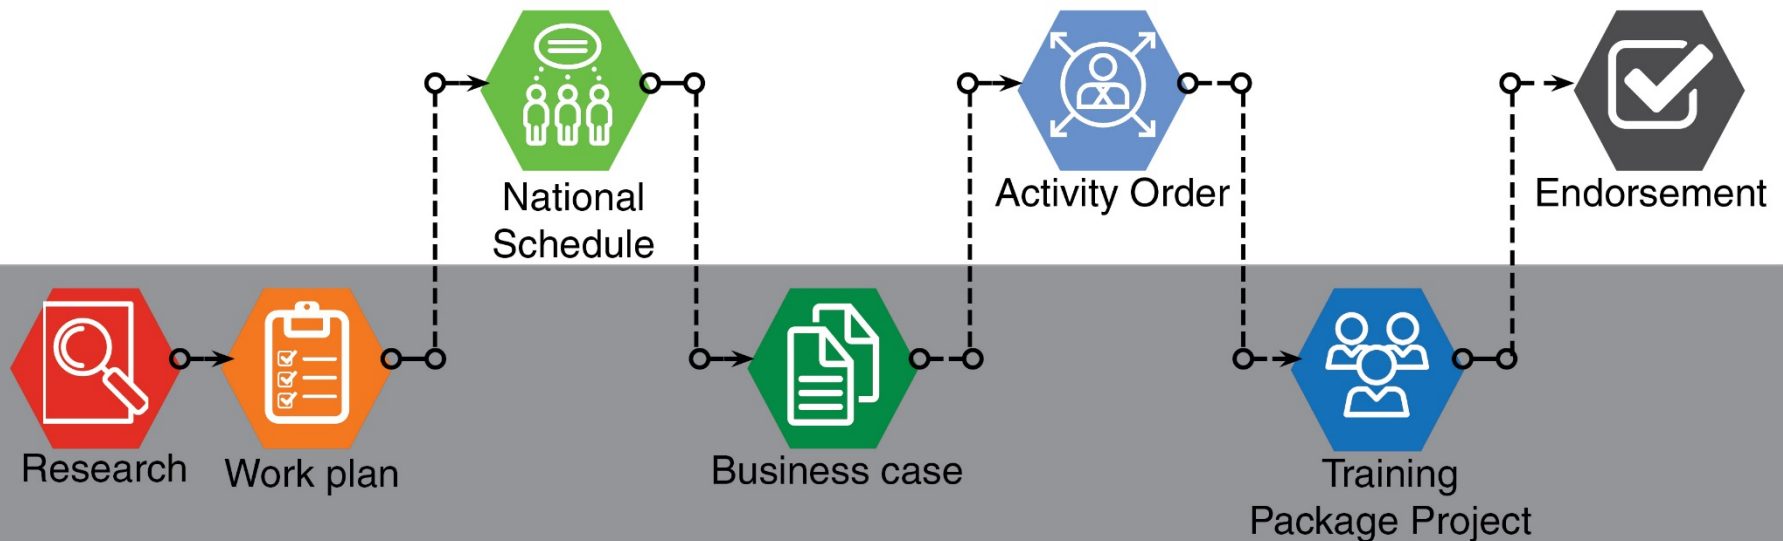 Research
Work plan
National
Schedule
Business case
Activity Order
Training
Package Project
Endorsement